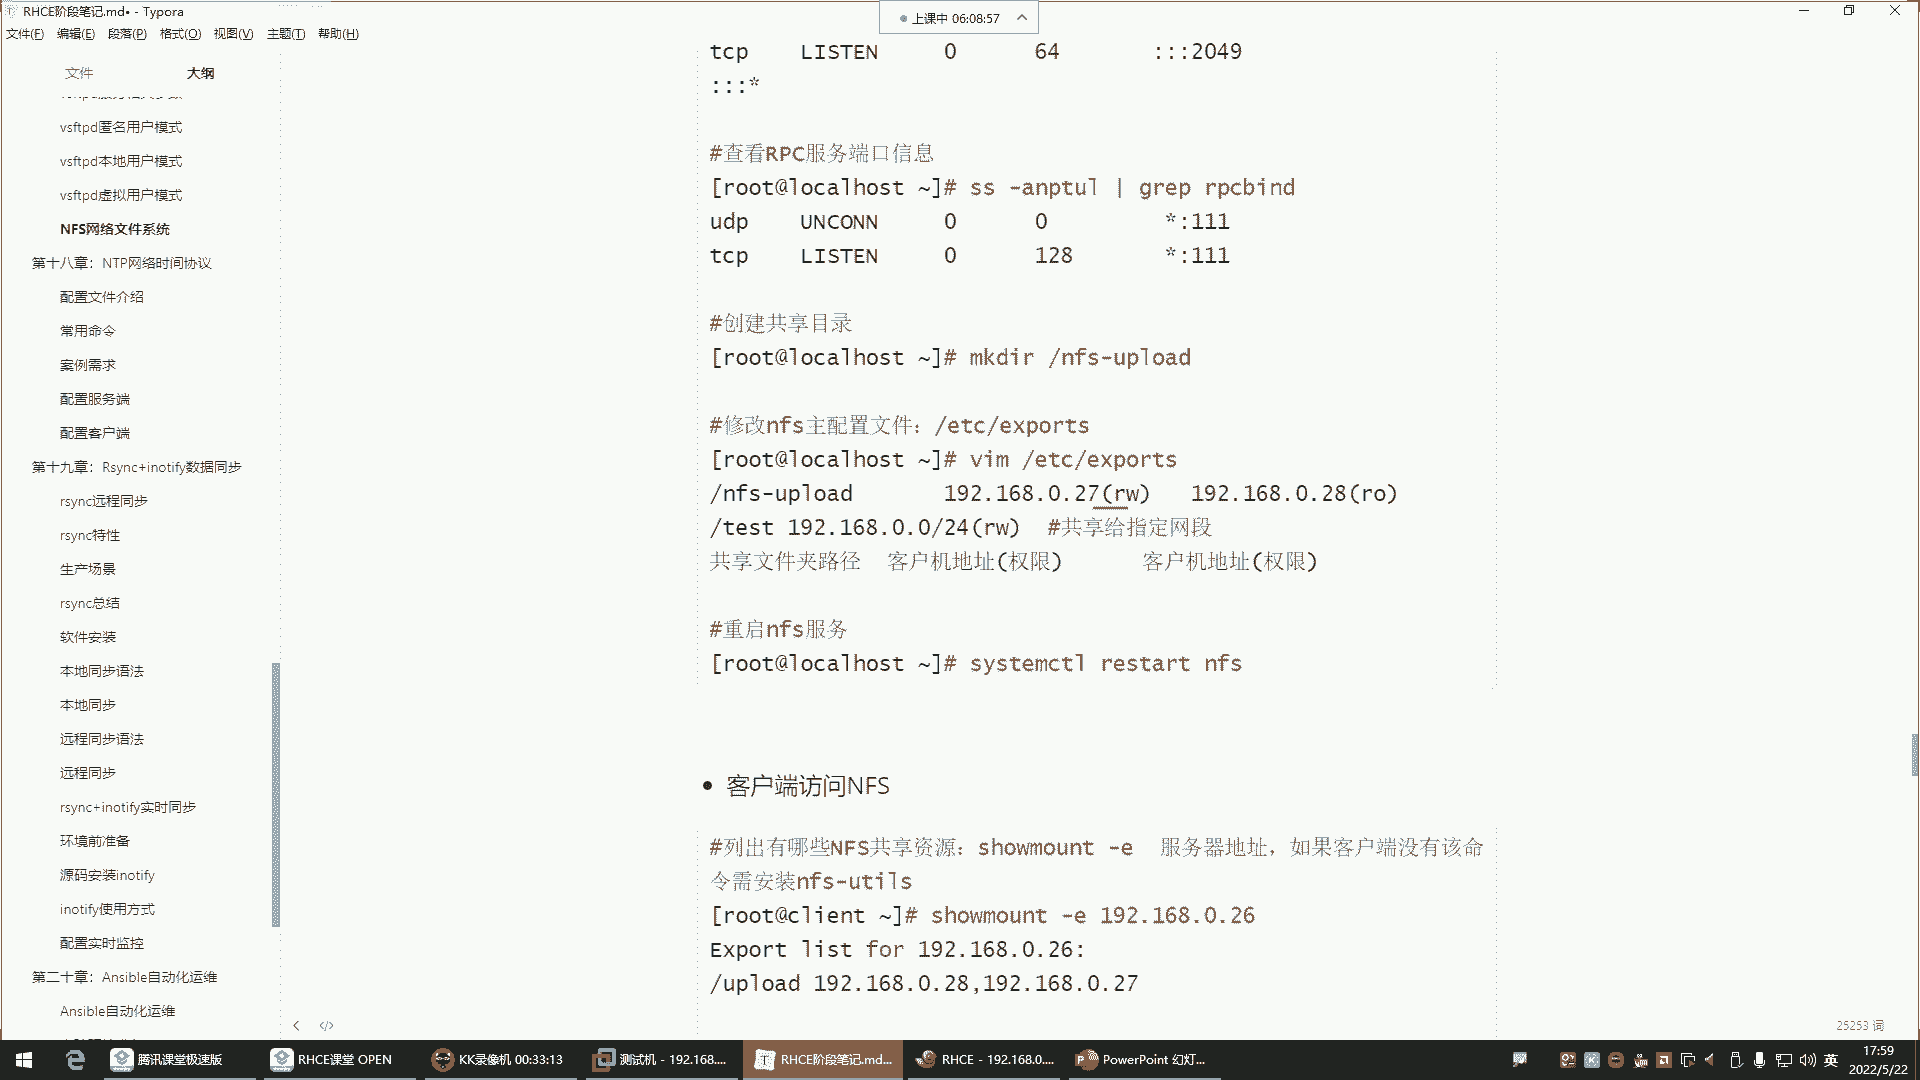 RHCE阶段笔记.md• - Typora
上课中 06:08:57
文件(F) 编辑(E) 段落(P) 格式(O) 视图(V) 主题(T) 帮助(H)
文件 大纲
vsftpd匿名用户模式
vsftpd本地用户模式
vsftpd虚拟用户模式
NFS网络文件系统
第十八章：NTP网络时间协议
配置文件介绍
常用命令
案例需求
配置服务端
配置客户端
第十九章：Rsync+inotify数据同步
rsync远程同步
rsync特性
生产场景
rsync总结
软件安装
本地同步语法
本地同步
远程同步语法
远程同步
rsync+inotify实时同步
环境前准备
源码安装inotify
inotify使用方式
配置实时监控
第二十章：Ansible自动化运维
Ansible自动化运维
tcp LISTEN 0 64 :::2049
:::*
#查看RPC服务端口信息
[root@localhost ~]# ss -anptul | grep rpcbind
udp UNCONN 0 0 *:111
tcp LISTEN 0 128 *:111
#创建共享目录
[root@localhost ~]# mkdir /nfs-upload
#修改nfs主配置文件：/etc/exports
[root@localhost ~]# vim /etc/exports
/nfs-upload 192.168.0.27(rw) 192.168.0.28(ro)
/test 192.168.0.0/24(rw) #共享给指定网段
共享文件夹路径 客户机地址(权限) 客户机地址(权限)
#重启nfs服务
[root@localhost ~]# systemctl restart nfs
• 客户端访问NFS
#列出有哪些NFS共享资源：showmount -e 服务器地址，如果客户端没有该命
令需安装nfs-utils
[root@client ~]# showmount -e 192.168.0.26
Export list for 192.168.0.26:
/upload 192.168.0.28,192.168.0.27
25253 词
腾讯课堂极速版
RHCE课堂 OPEN
KK录像机 00:33:13
测试机 - 192.168....
RHCE阶段笔记.md...
RHCE - 192.168.0....
PowerPoint 幻灯...
英
17:59
2022/5/22